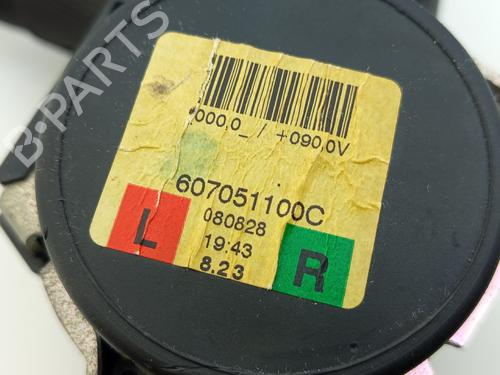 :000.0_ / +090.0V
607051100C
080828
19:43
8.23
L
R
B-PARTS